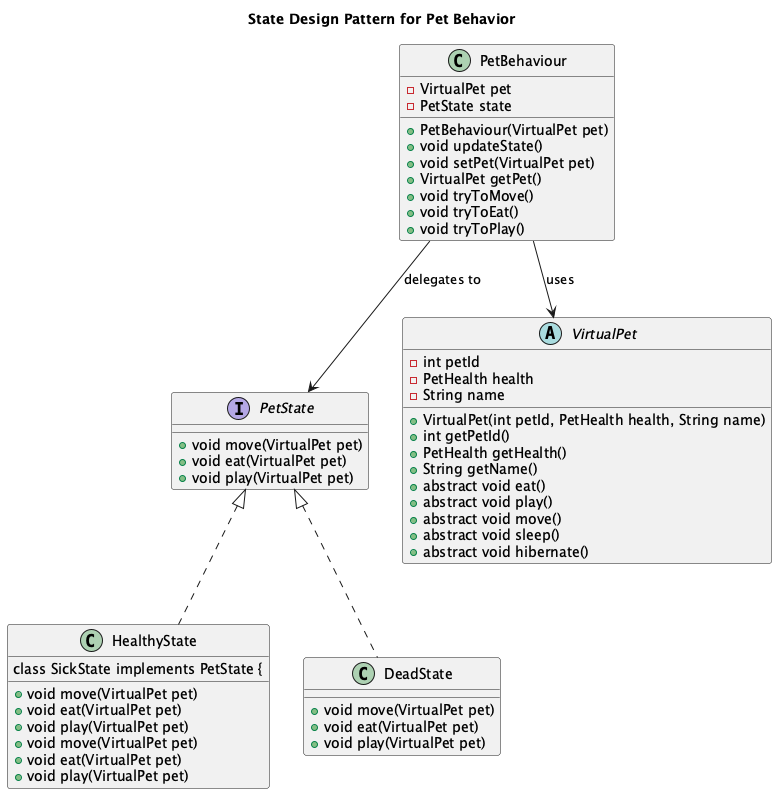 State Design Pattern for Pet Behavior
C PetBehaviour
VirtualPet pet
PetState state
PetBehaviour(VirtualPet pet)
void updateState()
void setPet(VirtualPet pet)
VirtualPet getPet()
void tryToMove()
void tryToEat()
void tryToPlay()
delegates to
uses
A VirtualPet
int petId
PetHealth health
String name
VirtualPet(int petId, PetHealth health, String name)
int getPetId()
PetHealth getHealth()
String getName()
abstract void eat()
abstract void play()
abstract void move()
abstract void sleep()
abstract void hibernate()
I PetState
void move(VirtualPet pet)
void eat(VirtualPet pet)
void play(VirtualPet pet)
C HealthyState
class SickState implements PetState {
void move(VirtualPet pet)
void eat(VirtualPet pet)
void play(VirtualPet pet)
void move(VirtualPet pet)
void eat(VirtualPet pet)
void play(VirtualPet pet)
C DeadState
void move(VirtualPet pet)
void eat(VirtualPet pet)
void play(VirtualPet pet)